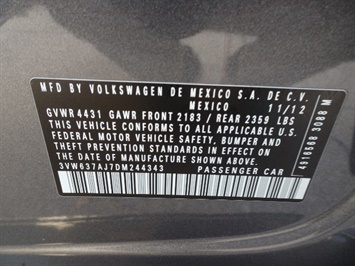 MFD BY VOLKSWAGEN DE MEXICO S.A. DE C.V.
MEXICO 11/12
GVWR 4431 GAWR FRONT 2183 / REAR 2359 LBS
THIS VEHICLE CONFORMS TO ALL APPLICABLE U.S.
FEDERAL MOTOR VEHICLE SAFETY, BUMPER AND
THEFT PREVENTION STANDARDS IN EFFECT ON
THE DATE OF MANUFACTURE SHOWN ABOVE
3VW637AJ7DM244343 PASSENGER CAR
4918568 3088 M